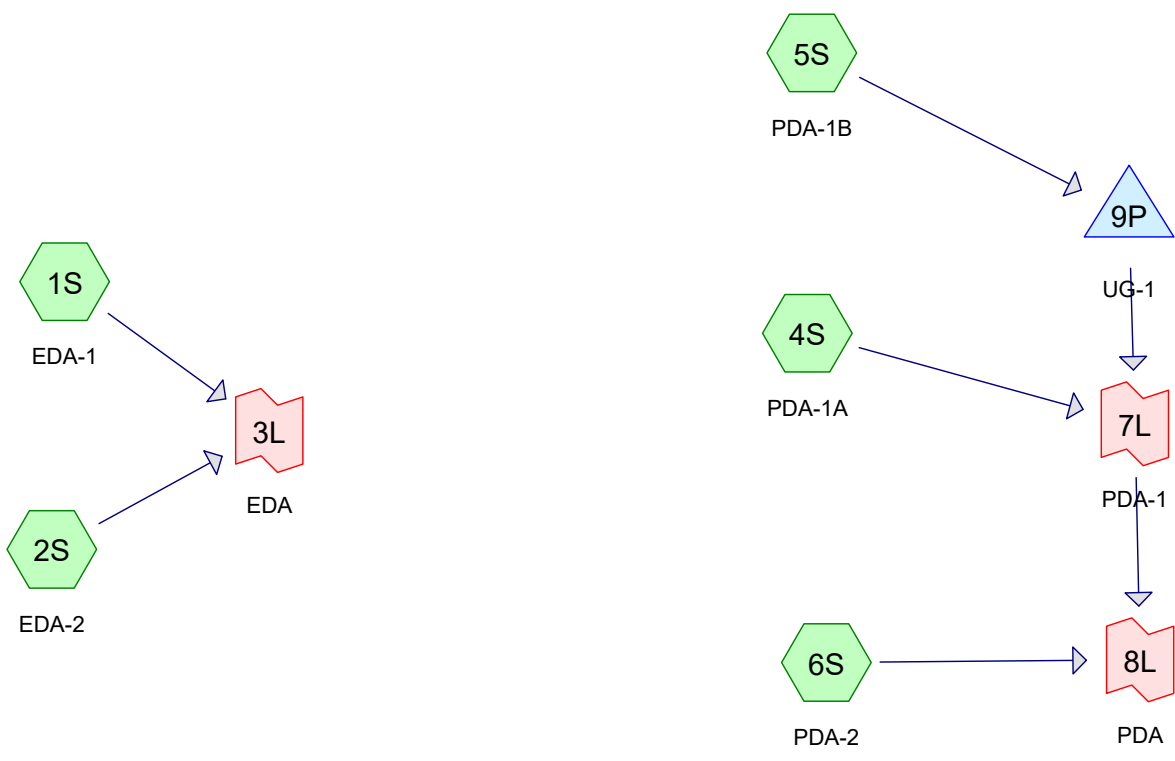 5S
PDA-1B
9P
UG-1
1S
EDA-1
4S
PDA-1A
3L
EDA
7L
PDA-1
2S
EDA-2
6S
PDA-2
8L
PDA